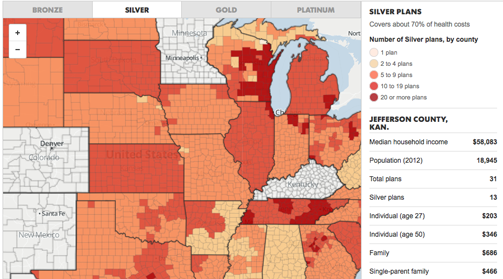 BRONZE
SILVER
GOLD
PLATINUM
+
−
Minnesota
Minneapolis
Denver
Colorado
United States
Kentucky
Santa Fe
New Mexico
Ch
North
SILVER PLANS
Covers about 70% of health costs
Number of Silver plans, by county
1 plan
2 to 4 plans
5 to 9 plans
10 to 19 plans
20 or more plans
JEFFERSON COUNTY,
KAN.
Median household income $58,083
Population (2012) 18,945
Total plans 31
Silver plans 13
Individual (age 27) $203
Individual (age 50) $346
Family $686
Single-parent family $466